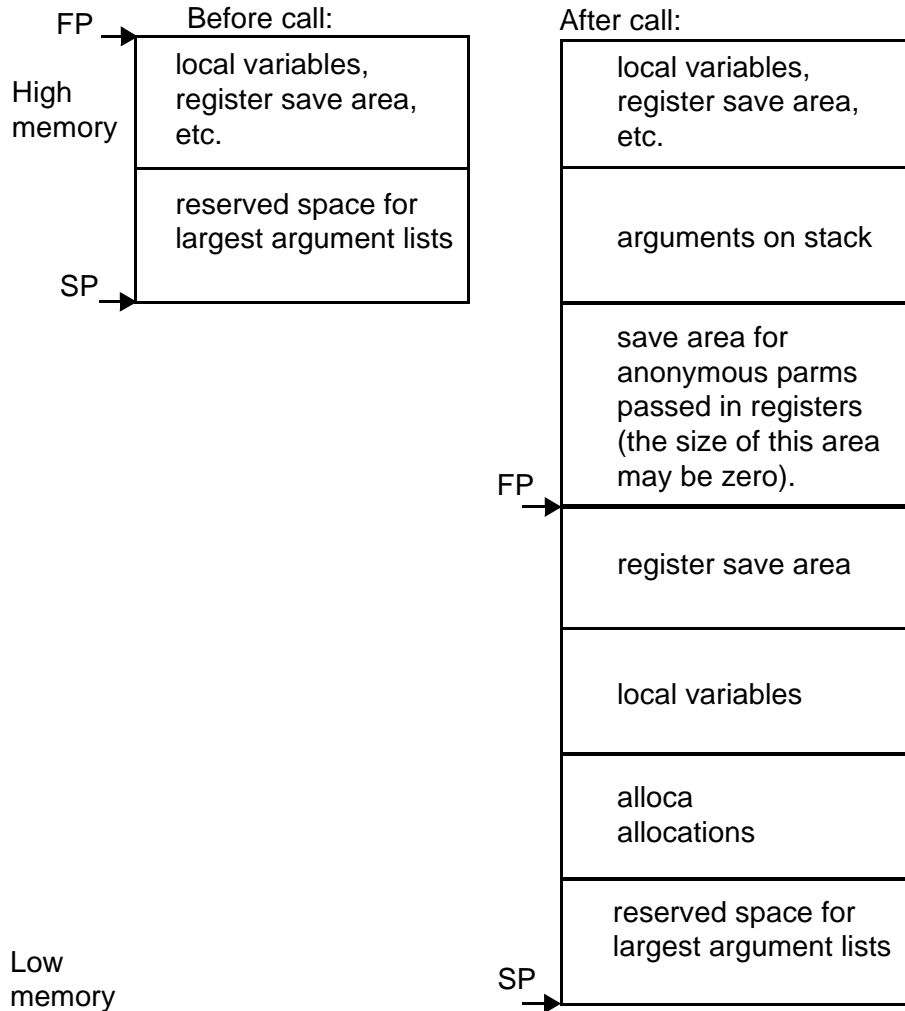 Before call:
FP
High
memory
local variables,
register save area,
etc.
reserved space for
largest argument lists
SP
After call:
local variables,
register save area,
etc.
arguments on stack
save area for
anonymous parms
passed in registers
(the size of this area
may be zero).
FP
register save area
local variables
alloca
allocations
reserved space for
largest argument lists
SP
Low
memory